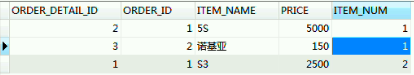 ORDER_DETAIL_ID ORDER_ID ITEM_NAME PRICE ITEM_NUM
2 1 5S 5000 1
3 2 诺基亚 150 1
1 1 S3 2500 2